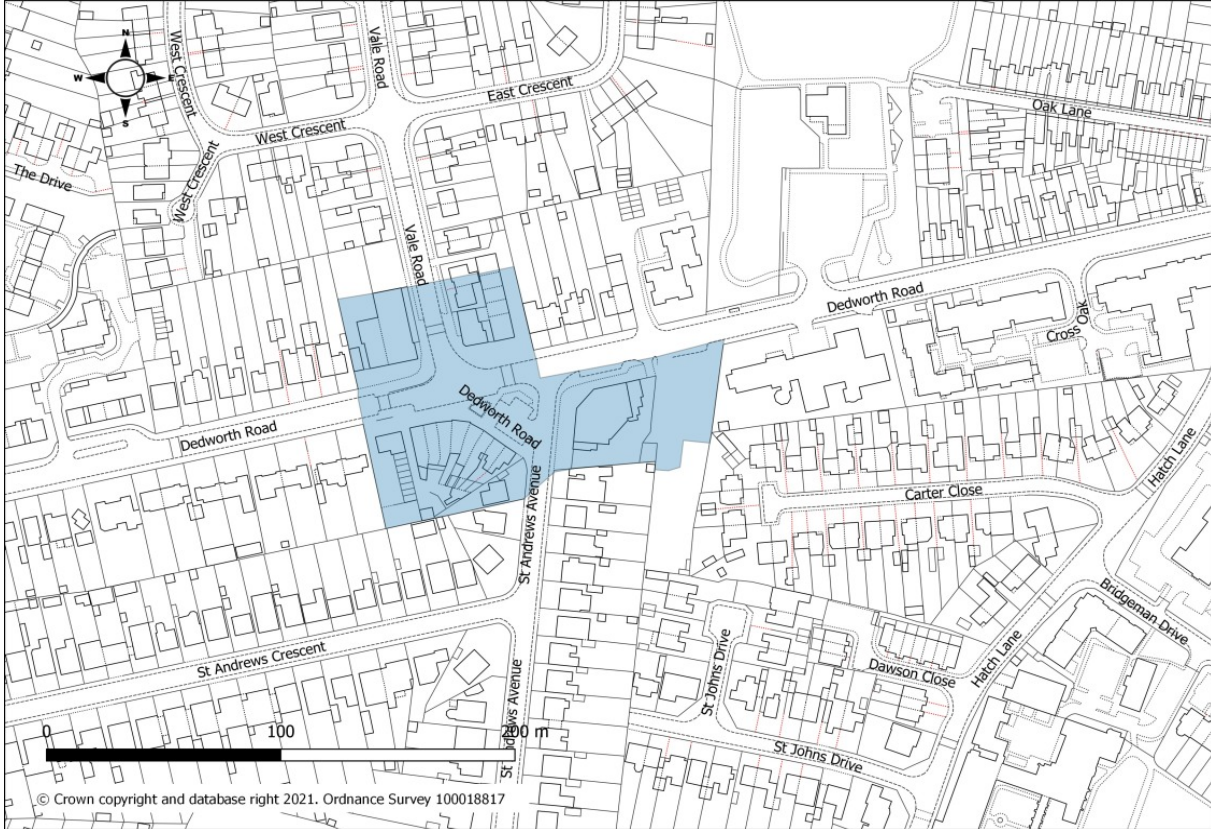 N
W
E
S
West Crescent
Vale Road
East Crescent
West Crescent
Oak Lane
The Drive
West Crescent
Vale Road
Dedworth Road
Cross Oak
Dedworth Road
Dedworth Road
Hatch Lane
Carter Close
St Andrews Avenue
Bridgeman Drive
St Andrews Crescent
St Johns Drive
Dawson Close
Hatch Lane
St Andrews Avenue
St Johns Drive
0 100 200 m
© Crown copyright and database right 2021. Ordnance Survey 100018817